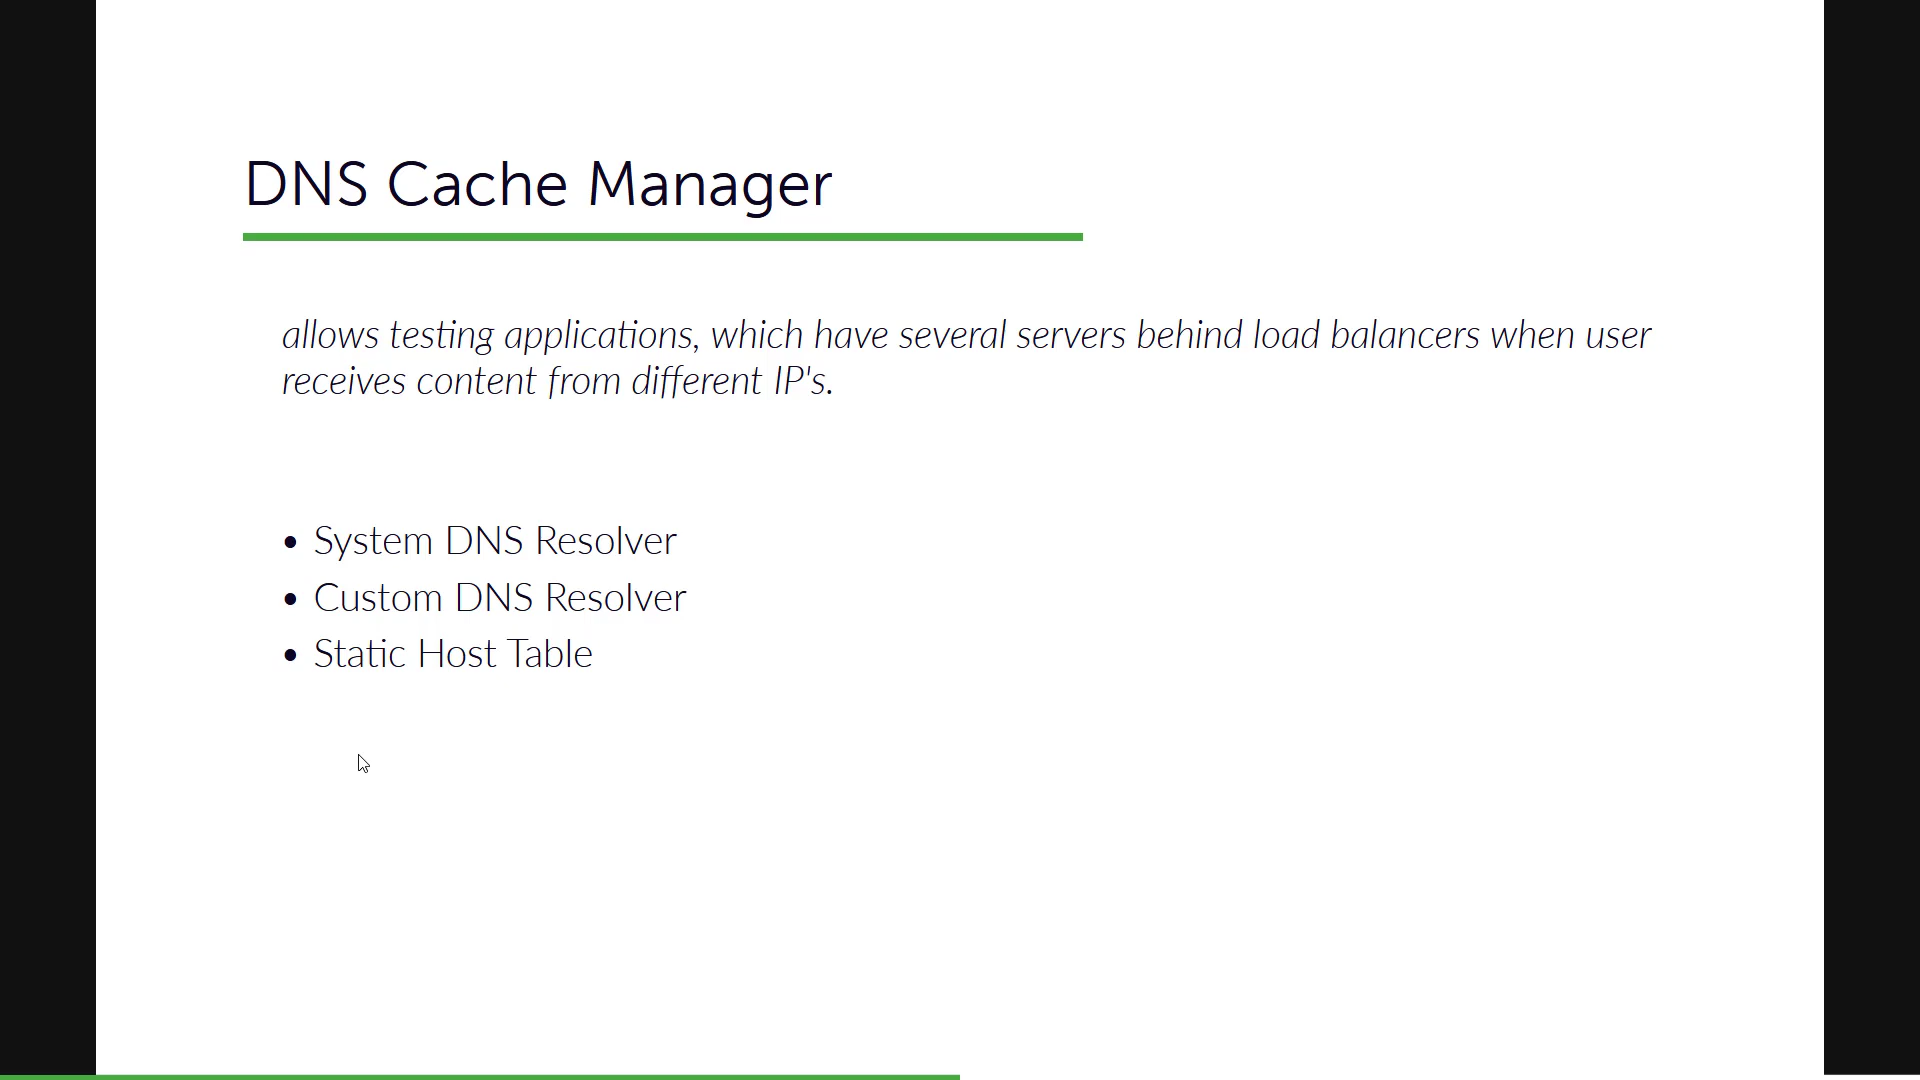 DNS Cache Manager
allows testing applications, which have several servers behind load balancers when user
receives content from different IP's.
• System DNS Resolver
• Custom DNS Resolver
• Static Host Table